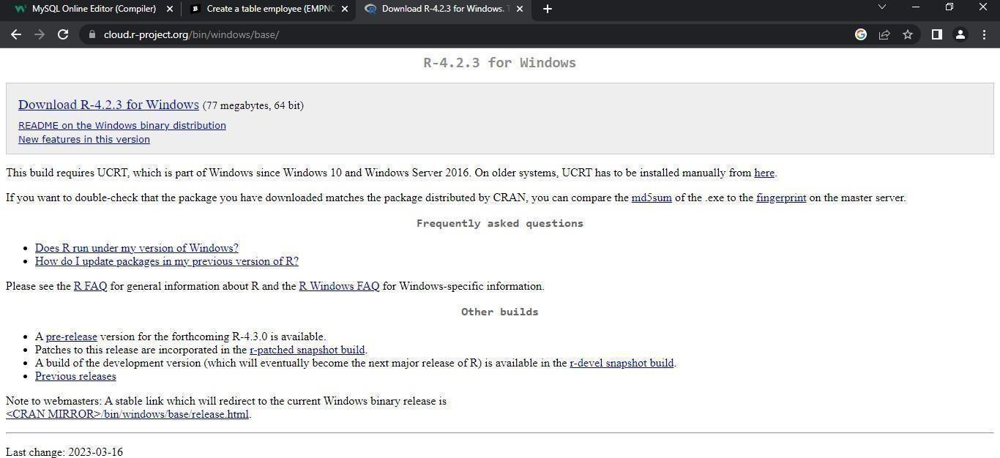 MySQL Online Editor (Compiler)
Create a table employee (EMPNO
Download R-4.2.3 for Windows. T
cloud.r-project.org/bin/windows/base/
R-4.2.3 for Windows
Download R-4.2.3 for Windows (77 megabytes, 64 bit)
README on the Windows binary distribution
New features in this version
This build requires UCRT, which is part of Windows since Windows 10 and Windows Server 2016. On older systems, UCRT has to be installed manually from here.
If you want to double-check that the package you have downloaded matches the package distributed by CRAN, you can compare the md5sum of the .exe to the fingerprint on the master server.
Frequently asked questions
• Does R run under my version of Windows?
• How do I update packages in my previous version of R?
Please see the R FAQ for general information about R and the R Windows FAQ for Windows-specific information.
Other builds
• A pre-release version for the forthcoming R-4.3.0 is available.
• Patches to this release are incorporated in the r-patched snapshot build.
• A build of the development version (which will eventually become the next major release of R) is available in the r-devel snapshot build.
• Previous releases
Note to webmasters: A stable link which will redirect to the current Windows binary release is
<CRAN MIRROR>/bin/windows/base/release.html.
Last change: 2023-03-16